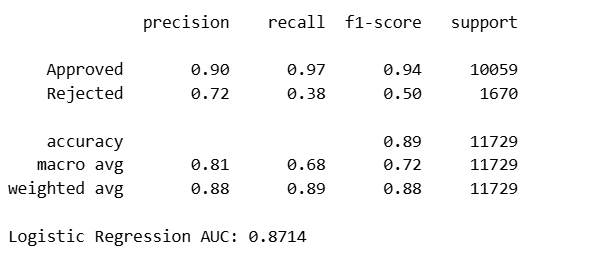 precision recall f1-score support
Approved 0.90 0.97 0.94 10059
Rejected 0.72 0.38 0.50 1670
accuracy 0.89 11729
macro avg 0.81 0.68 0.72 11729
weighted avg 0.88 0.89 0.88 11729
Logistic Regression AUC: 0.8714